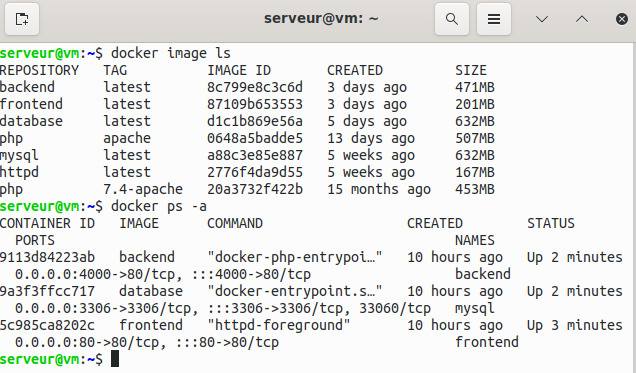 serveur@vm: ~
serveur@vm:~$ docker image ls
REPOSITORY   TAG          IMAGE ID       CREATED         SIZE
backend      latest       8c799e8c3c6d   3 days ago      471MB
frontend     latest       87109b653553   3 days ago      201MB
database     latest       d1c1b869e56a   5 days ago      632MB
php          apache       0648a5badde5   13 days ago     507MB
mysql        latest       a88c3e85e887   5 weeks ago     632MB
httpd        latest       2776f4da9d55   5 weeks ago     167MB
php          7.4-apache   20a3732f422b   15 months ago   453MB
serveur@vm:~$ docker ps -a
CONTAINER ID   IMAGE      COMMAND                  CREATED        STATUS
  PORTS                                                  NAMES
9113d84223ab   backend    "docker-php-entrypoi…"   10 hours ago   Up 2 minutes
  0.0.0.0:4000->80/tcp, :::4000->80/tcp                  backend
9a3f3ffcc717   database   "docker-entrypoint.s…"   10 hours ago   Up 2 minutes
  0.0.0.0:3306->3306/tcp, :::3306->3306/tcp, 33060/tcp   mysql
5c985ca8202c   frontend   "httpd-foreground"       10 hours ago   Up 3 minutes
  0.0.0.0:80->80/tcp, :::80->80/tcp                      frontend
serveur@vm:~$